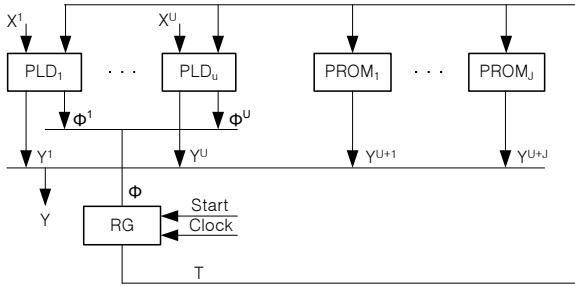 X¹ Xᵁ
PLD₁ · · · PLDᵤ PROM₁ · · · PROMJ
Φ¹ Φᵁ
Y¹ Yᵁ Yᵁ⁺¹ Yᵁ⁺ᴶ
Y Φ
Start
RG
Clock
T